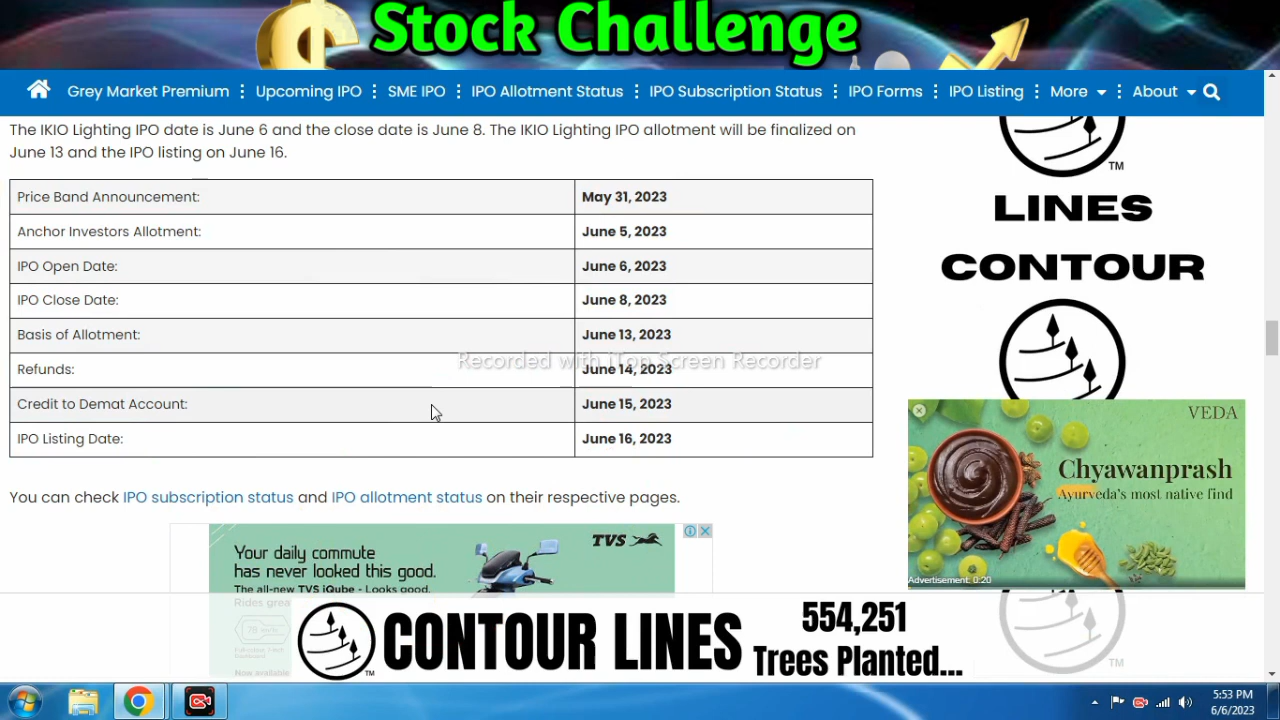 Stock Challenge
Grey Market Premium
Upcoming IPO
SME IPO
IPO Allotment Status
IPO Subscription Status
IPO Forms
IPO Listing
More
About
The IKIO Lighting IPO date is June 6 and the close date is June 8. The IKIO Lighting IPO allotment will be finalized on
June 13 and the IPO listing on June 16.
Price Band Announcement: May 31, 2023
Anchor Investors Allotment: June 5, 2023
IPO Open Date: June 6, 2023
IPO Close Date: June 8, 2023
Basis of Allotment: June 13, 2023
Refunds: June 14, 2023
Credit to Demat Account: June 15, 2023
IPO Listing Date: June 16, 2023
Recorded with iTop Screen Recorder
You can check IPO subscription status and IPO allotment status on their respective pages.
TM
LINES
CONTOUR
VEDA
Chyawanprash
Ayurveda's most native find
Advertisement: 0:20
TM
Your daily commute
has never looked this good.
The all-new TVS iQube - Looks good.
Rides grea
Now available
TVS
CONTOUR LINES
TM
554,251
Trees Planted...
5:53 PM
6/6/2023